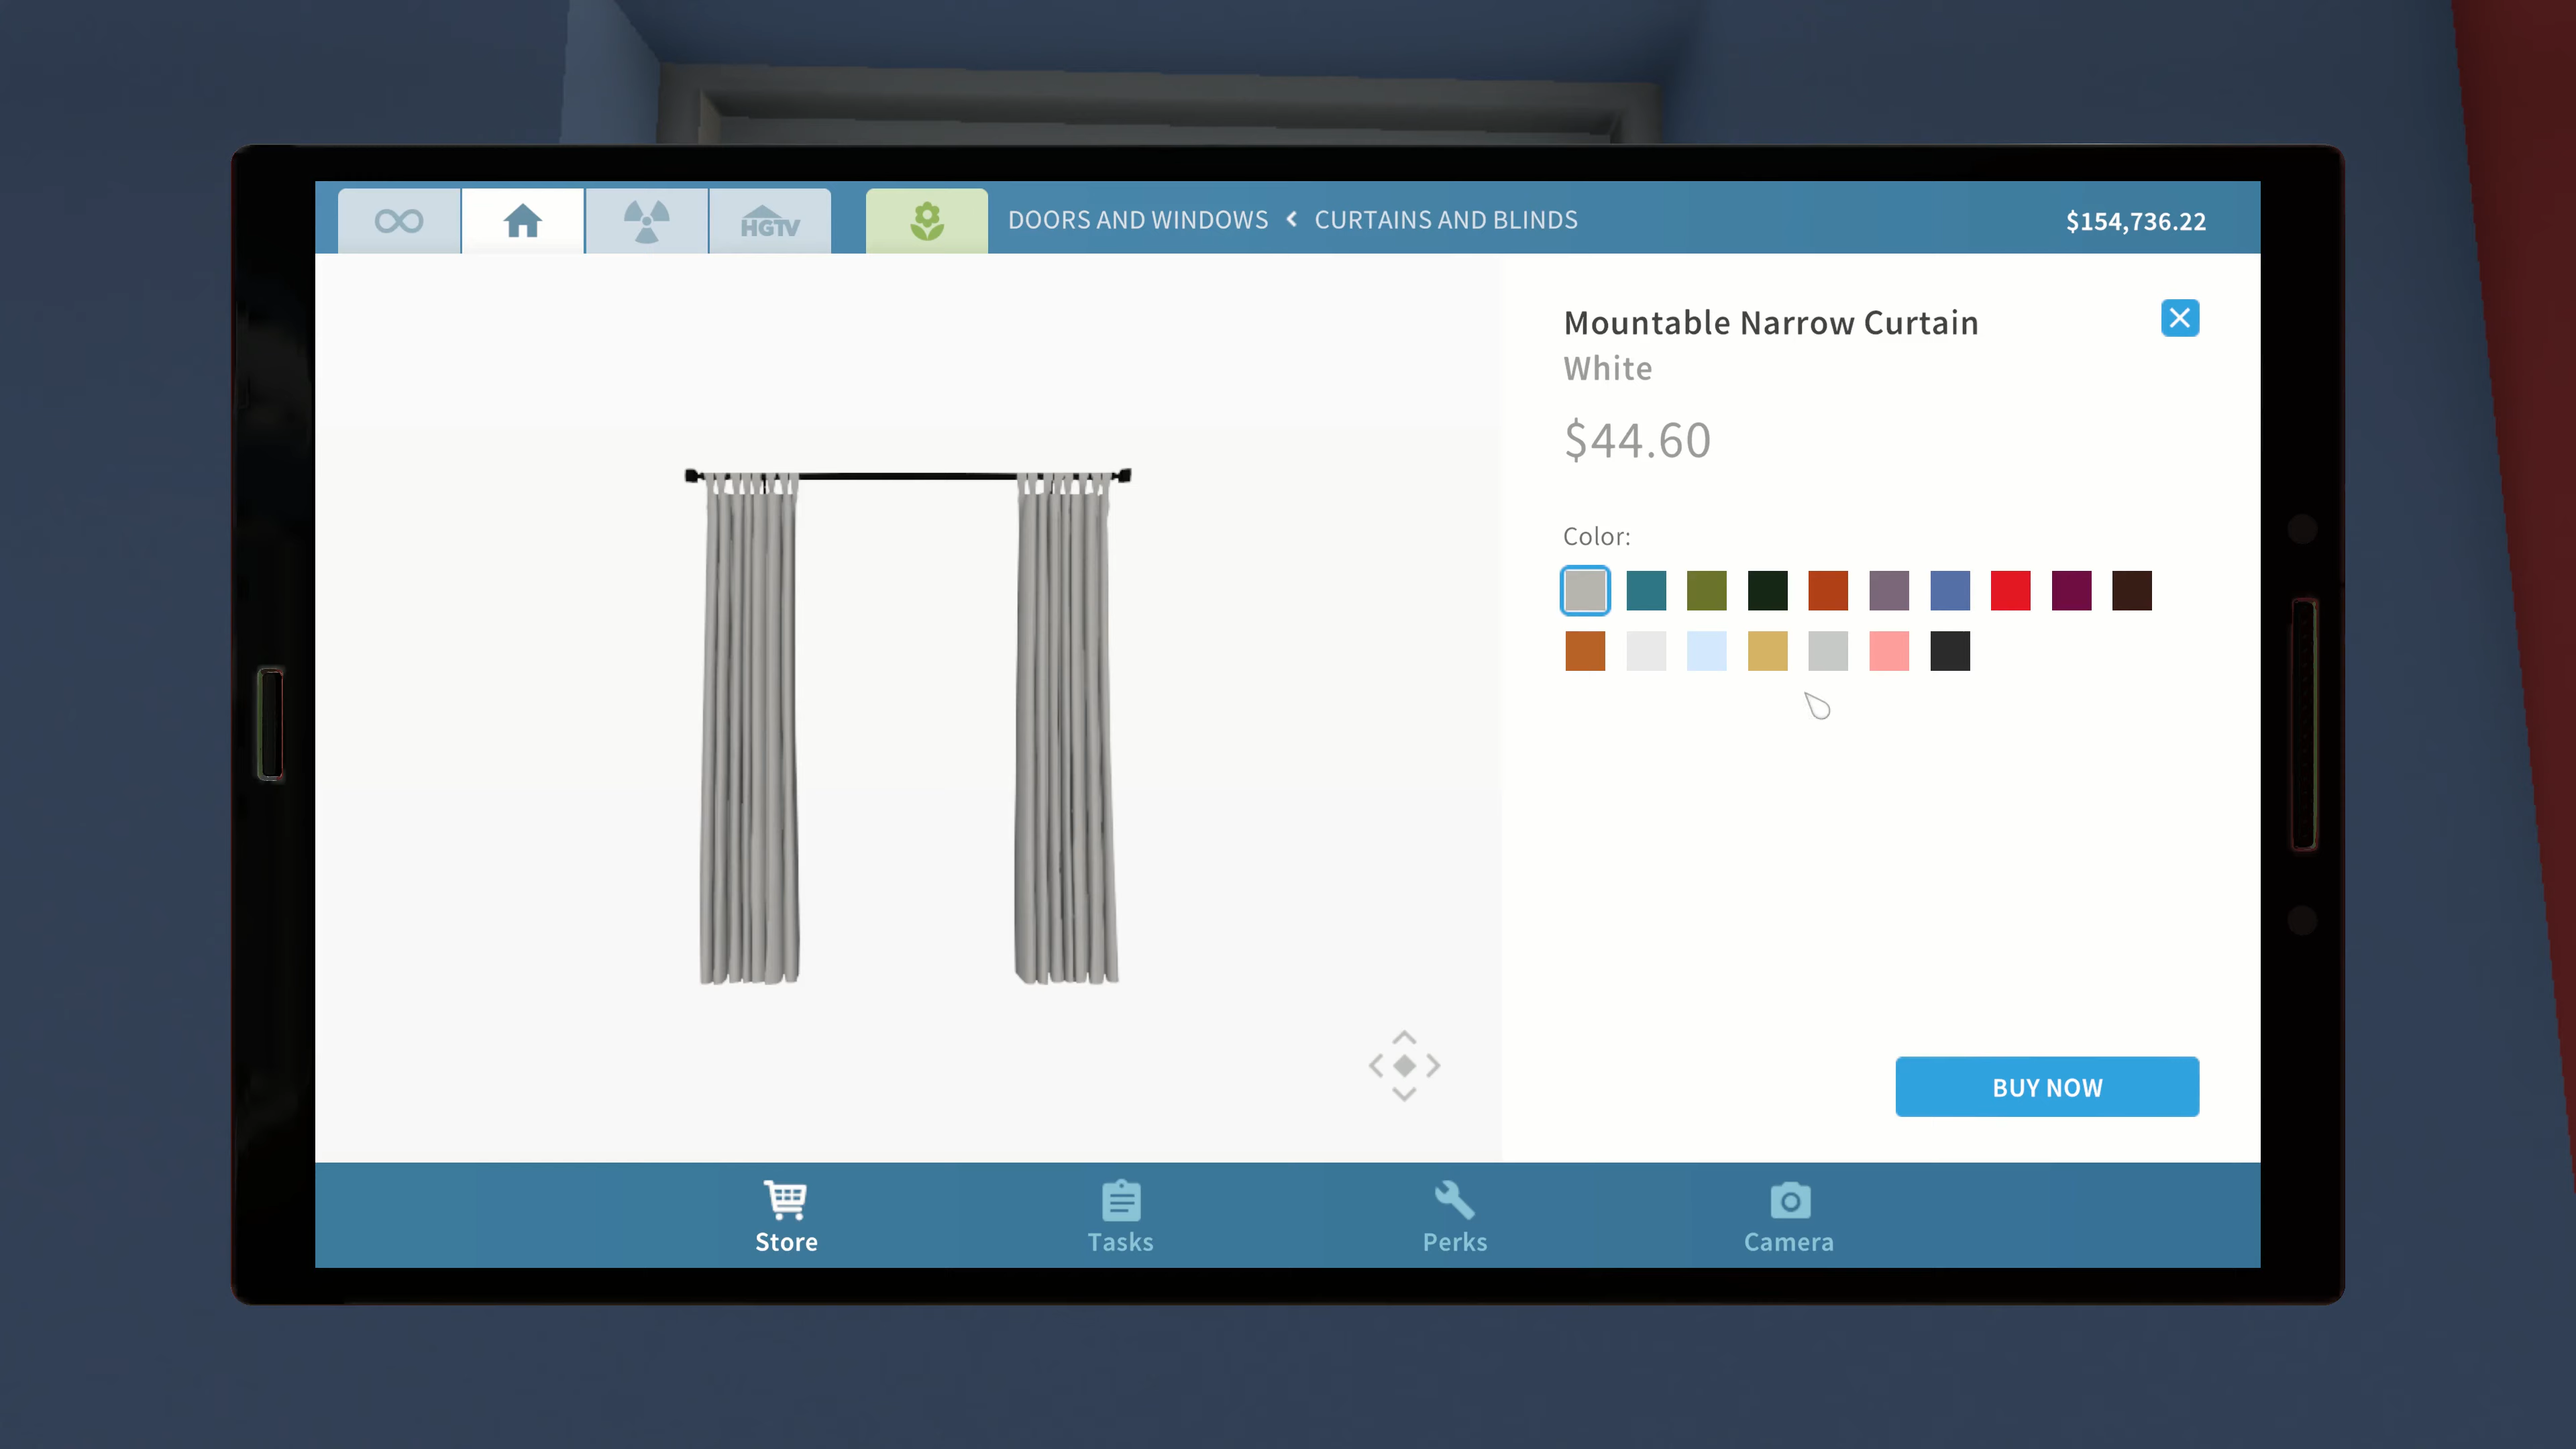 HGTV
DOORS AND WINDOWS < CURTAINS AND BLINDS
$154,736.22
Mountable Narrow Curtain
White
$44.60
Color:
BUY NOW
Store
Tasks
Perks
Camera